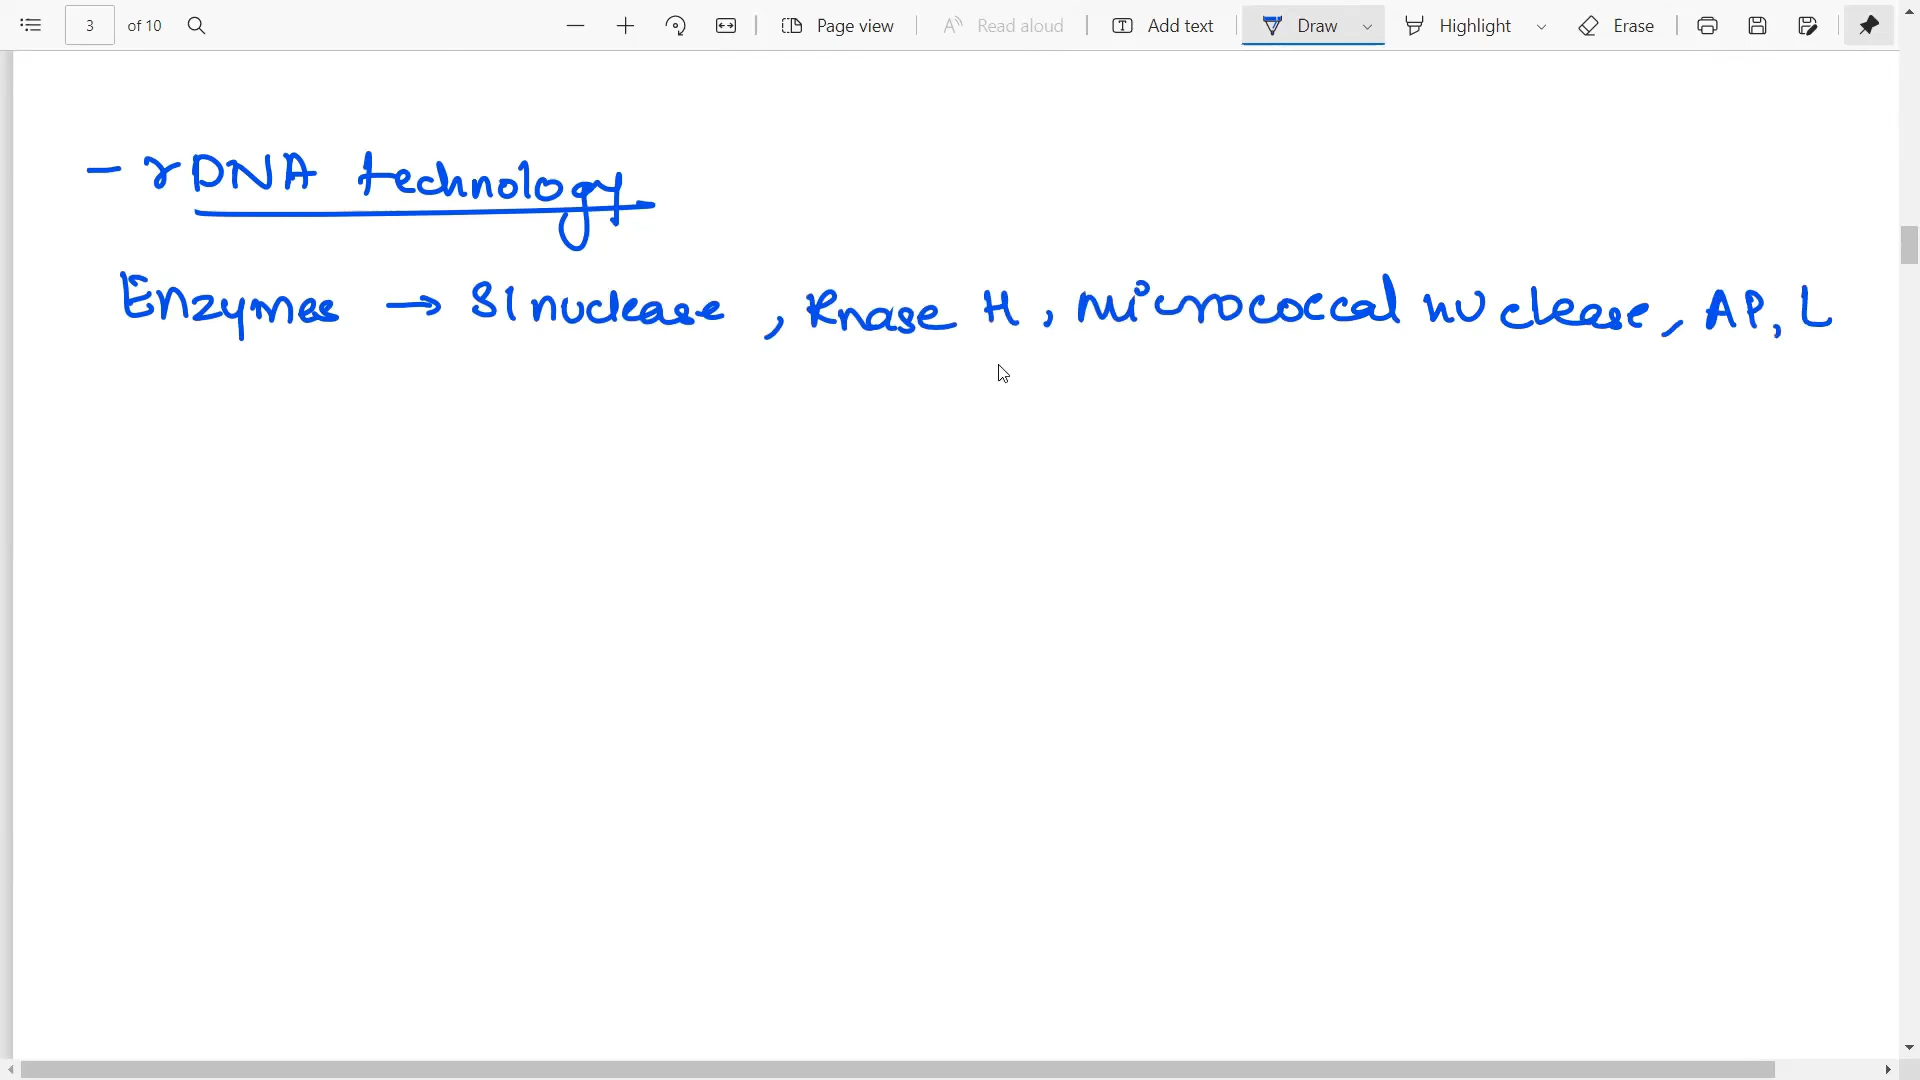 3 of 10 Page view Read aloud Add text Draw Highlight Erase
- rDNA technology
Enzymes → S1 nuclease, Rnase H, Micrococcal nuclease, AP, L